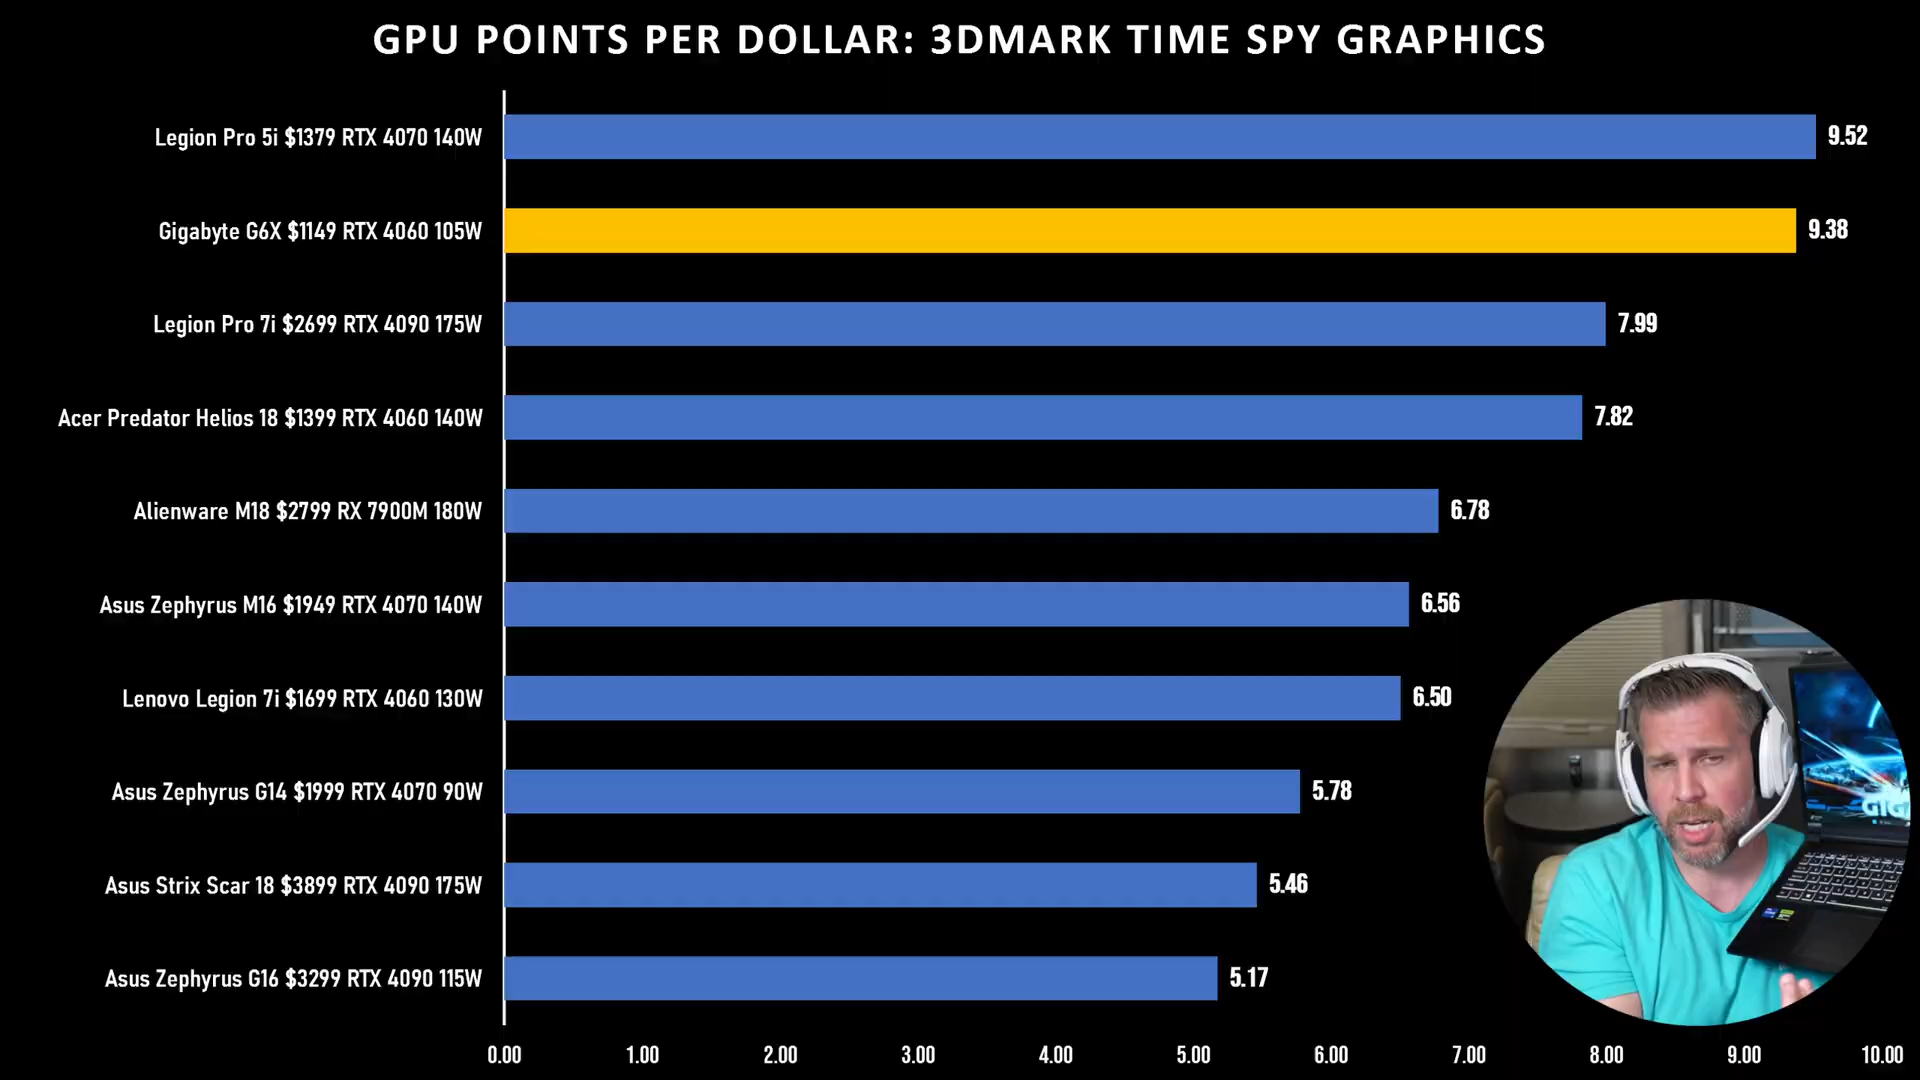 GPU POINTS PER DOLLAR: 3DMARK TIME SPY GRAPHICS
Legion Pro 5i $1379 RTX 4070 140W 9.52
Gigabyte G6X $1149 RTX 4060 105W 9.38
Legion Pro 7i $2699 RTX 4090 175W 7.99
Acer Predator Helios 18 $1399 RTX 4060 140W 7.82
Alienware M18 $2799 RX 7900M 180W 6.78
Asus Zephyrus M16 $1949 RTX 4070 140W 6.56
Lenovo Legion 7i $1699 RTX 4060 130W 6.50
Asus Zephyrus G14 $1999 RTX 4070 90W 5.78
Asus Strix Scar 18 $3899 RTX 4090 175W 5.46
Asus Zephyrus G16 $3299 RTX 4090 115W 5.17
0.00 1.00 2.00 3.00 4.00 5.00 6.00 7.00 8.00 9.00 10.00
GIG